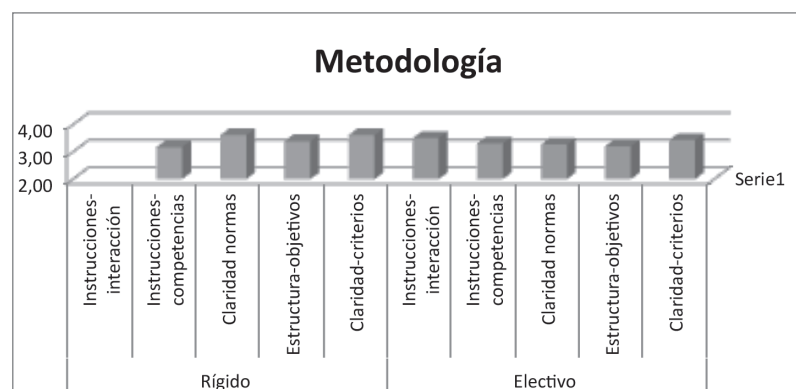 Metodología
4,00
3,00
2,00
Serie1
Instrucciones-
interacción
Instrucciones-
competencias
Claridad normas
Estructura-objetivos
Claridad-criterios
Instrucciones-
interacción
Instrucciones-
competencias
Claridad normas
Estructura-objetivos
Claridad-criterios
Rígido
Electivo